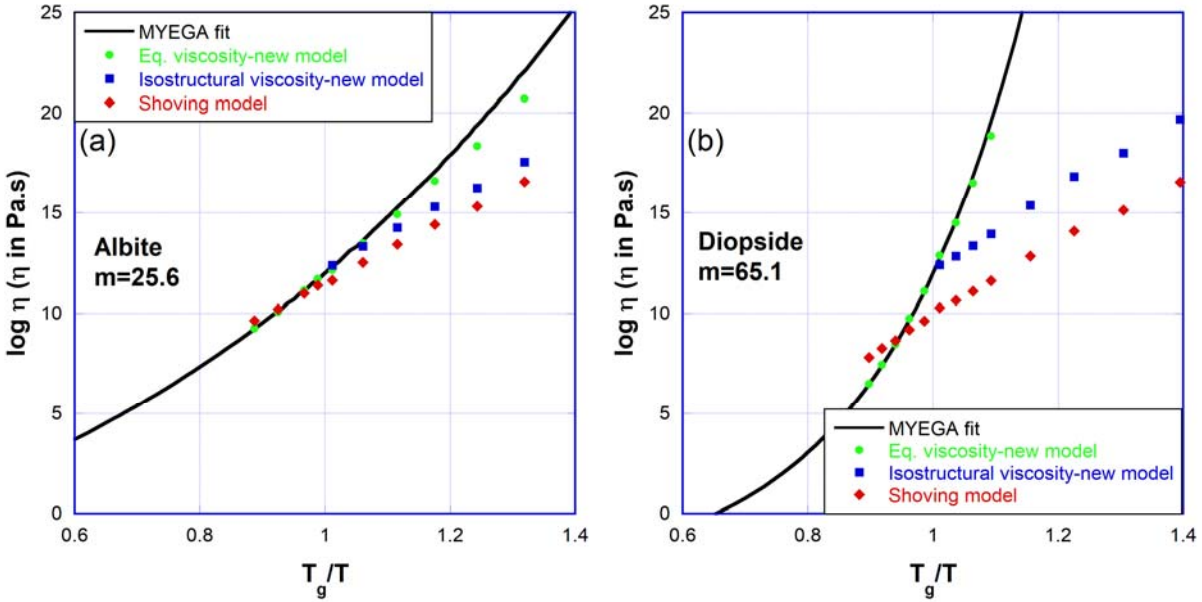 25
20
15
10
5
0
log η (η in Pa.s)
MYEGA fit
Eq. viscosity-new model
Isostructural viscosity-new model
Shoving model
(a)
Albite
m=25.6
0.6 0.8 1 1.2 1.4
Tg/T
25
20
15
10
5
0
log η (η in Pa.s)
(b)
Diopside
m=65.1
MYEGA fit
Eq. viscosity-new model
Isostructural viscosity-new model
Shoving model
0.6 0.8 1 1.2 1.4
Tg/T